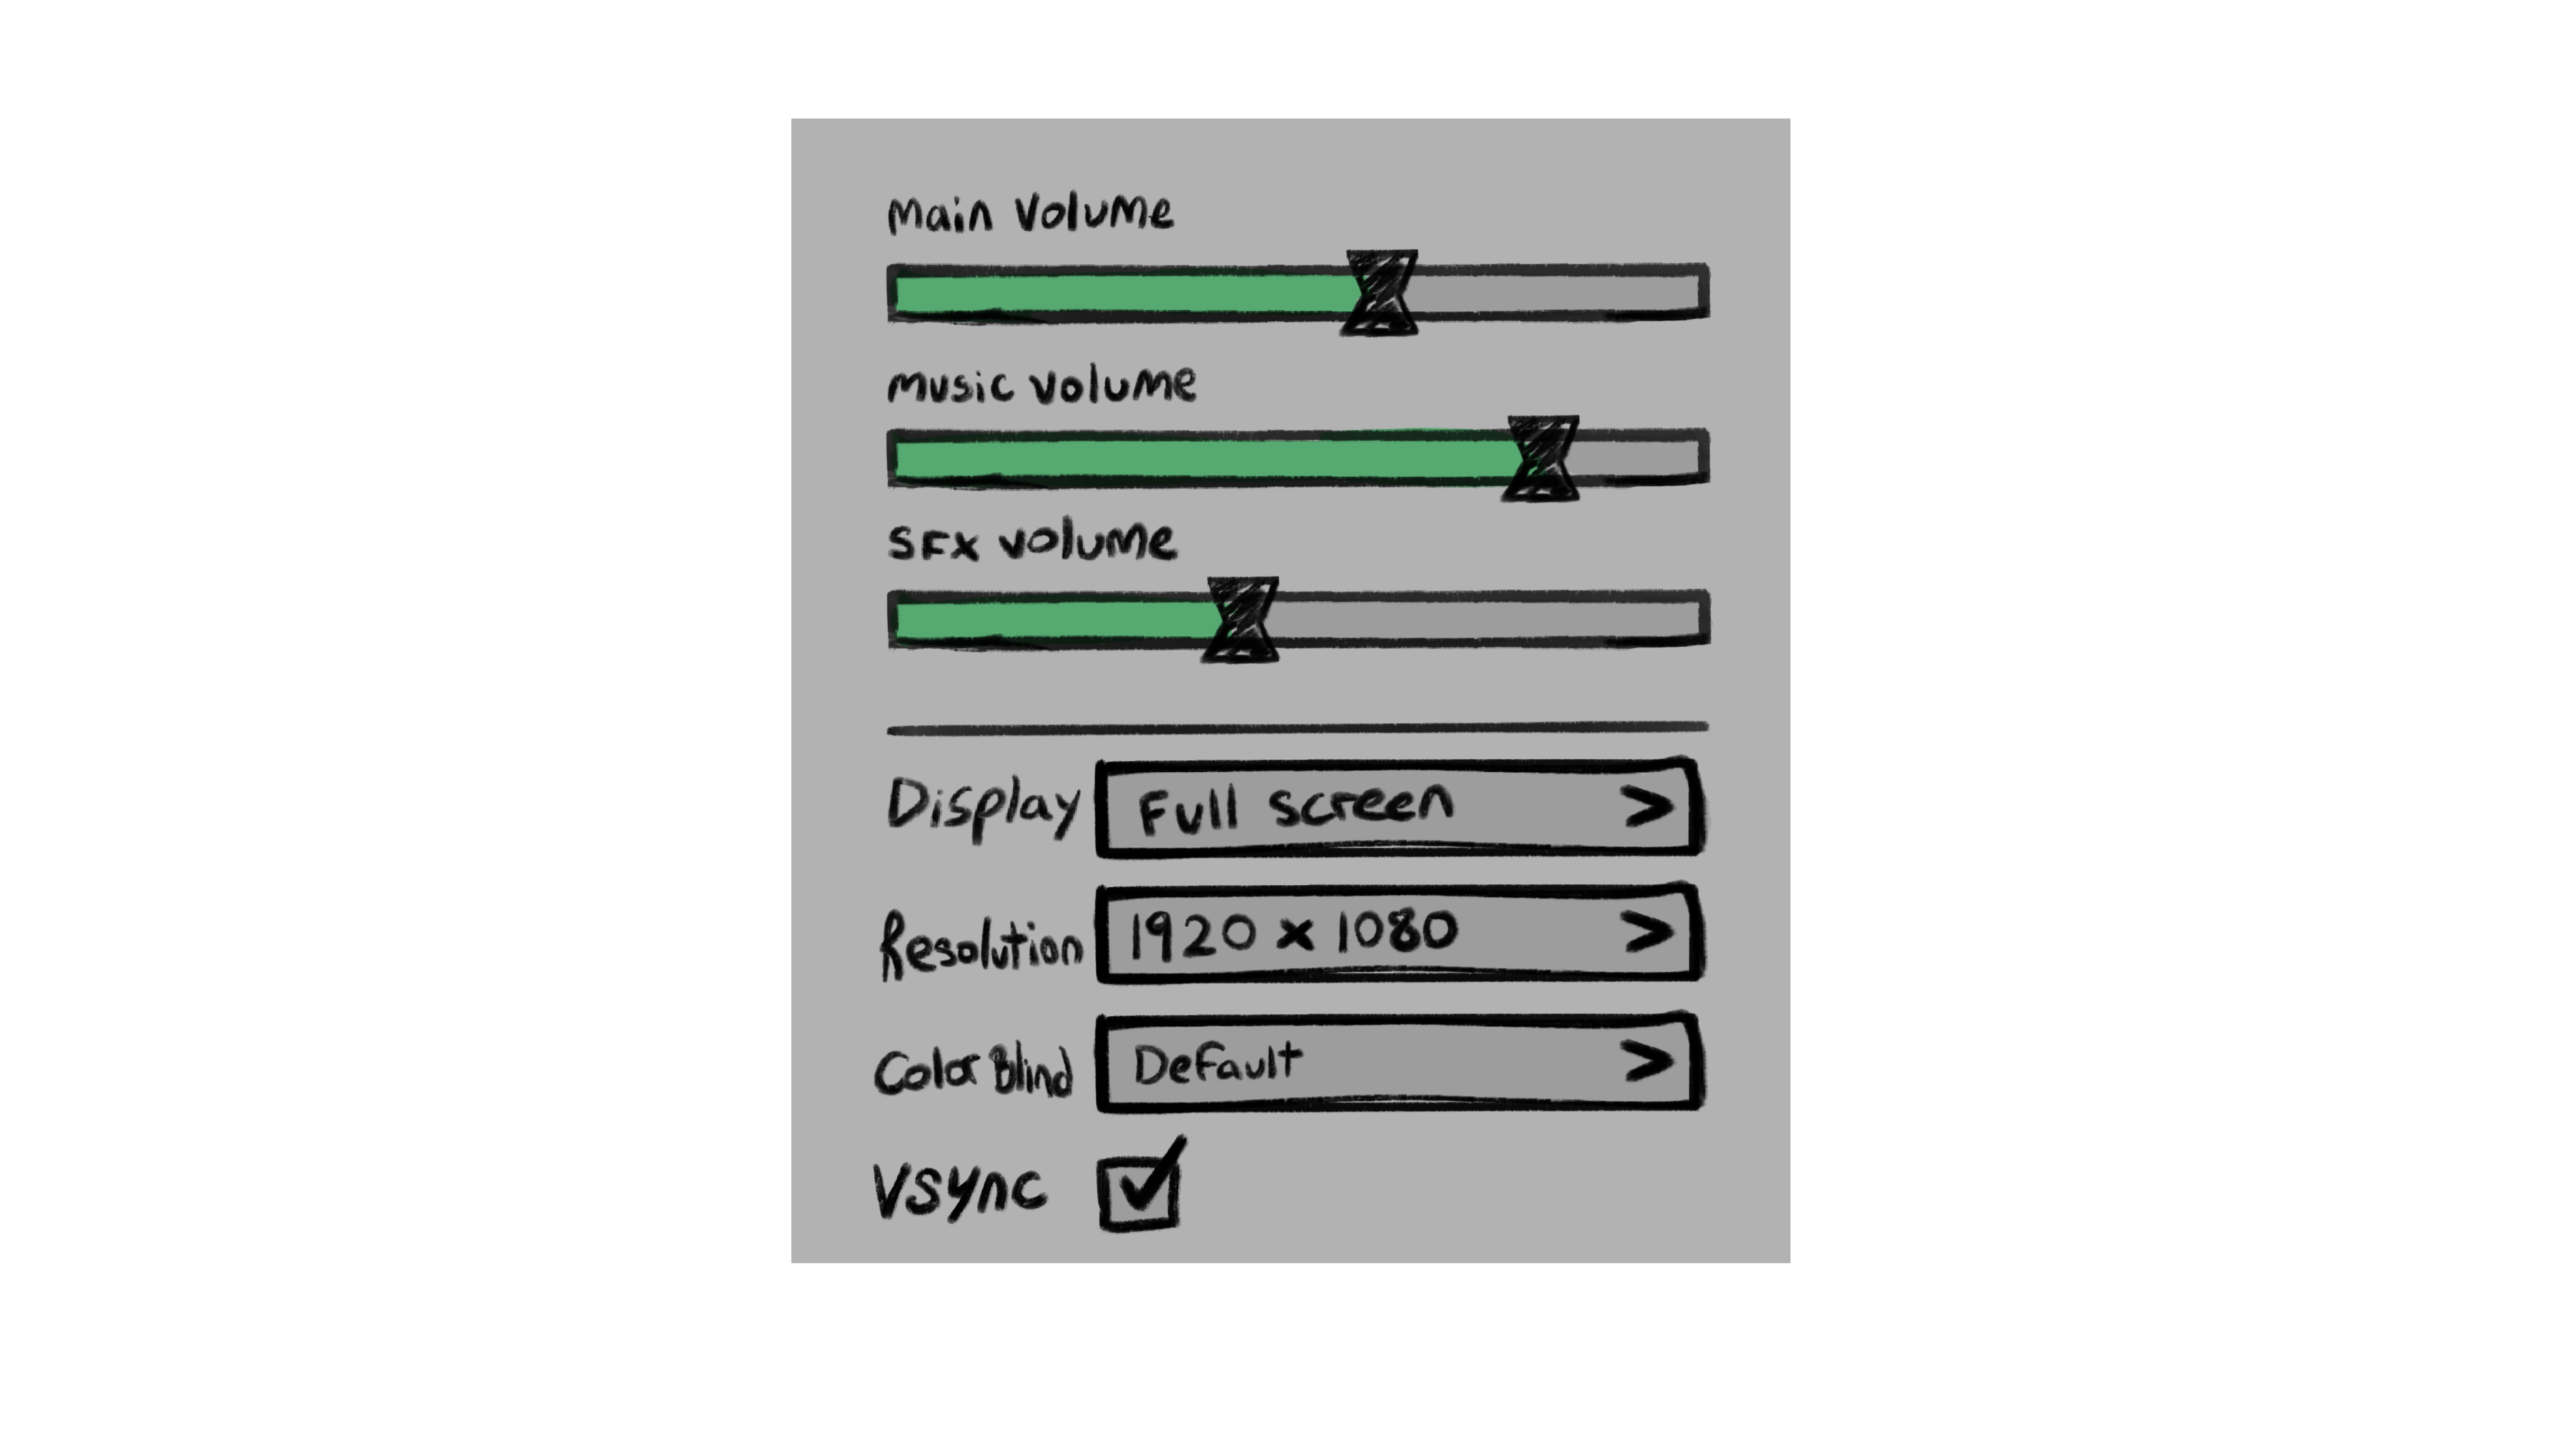 Main Volume
Music Volume
SFX Volume
Display Full Screen >
Resolution 1920 x 1080 >
Color Blind Default >
VSync